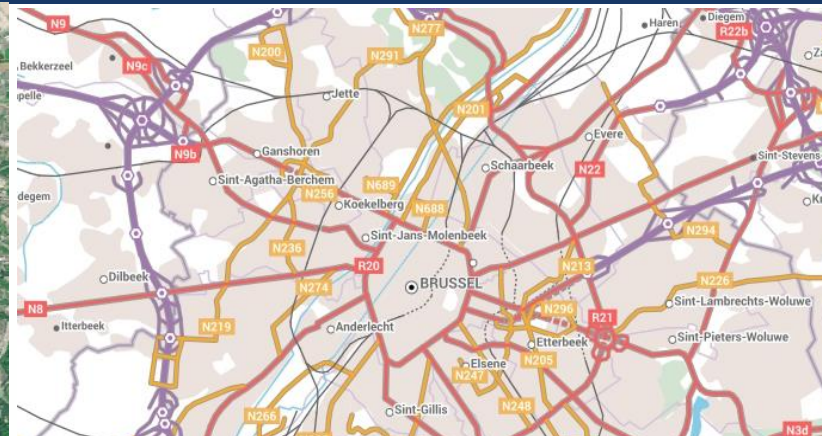 N9
N277
Haren
Diegem
R22b
N200
N291
N9c
Bekkerzeel
Jette
N201
Evere
Ganshoren
N9b
Schaarbeek
N22
Sint-Stevens
Sint-Agatha-Berchem
N689
N256
Koekelberg
N688
Sint-Jans-Molenbeek
N294
N236
R20
N213
Dilbeek
BRUSSEL
N226
N274
N8
N296
Sint-Lambrechts-Woluwe
Itterbeek
N219
Anderlecht
R21
Etterbeek
Sint-Pieters-Woluwe
Elsene
N205
N247
N266
Sint-Gillis
N248
N3d